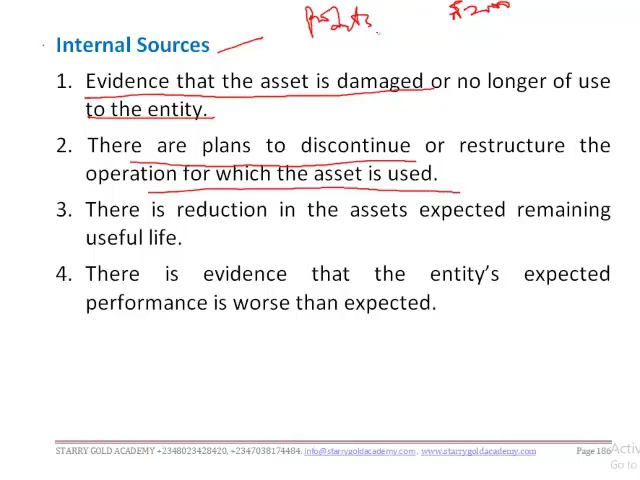 Internal Sources
1. Evidence that the asset is damaged or no longer of use
to the entity.
2. There are plans to discontinue or restructure the
operation for which the asset is used.
3. There is reduction in the assets expected remaining
useful life.
4. There is evidence that the entity's expected
performance is worse than expected.
STARRY GOLD ACADEMY +2348023428420, +2347038174484, info@starrygoldacademy.com , www.starrygoldacademy.com Page 186
Activ
Go to